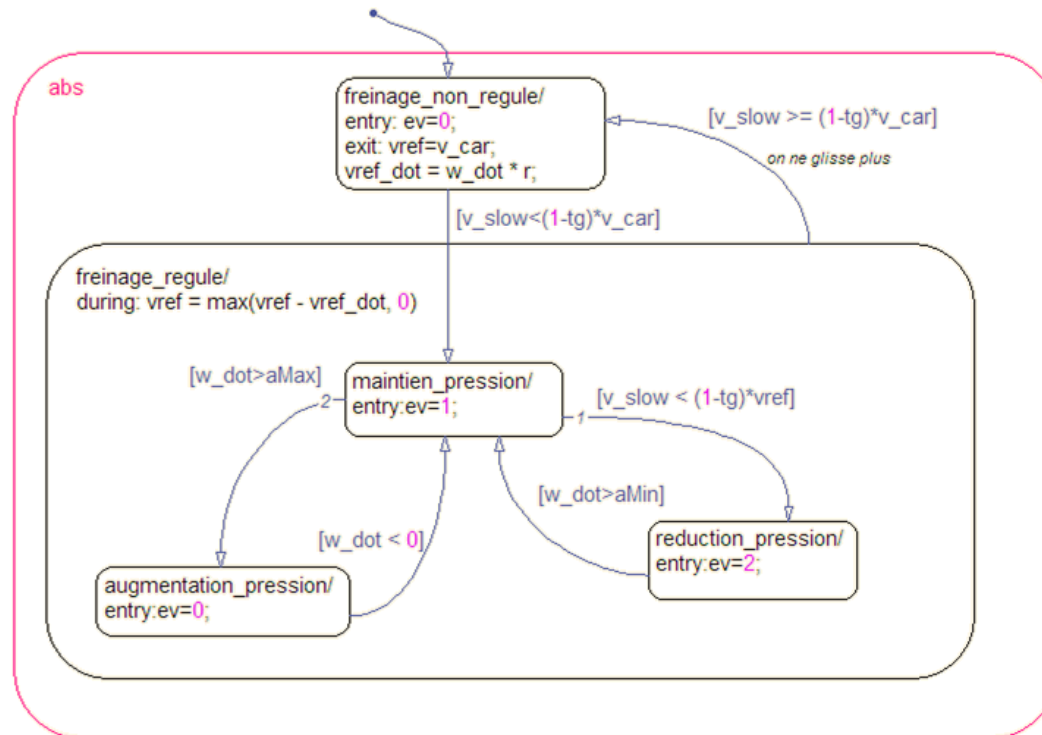 abs
freinage_non_regule/
entry: ev=0;
exit: vref=v_car;
vref_dot = w_dot * r;
[v_slow >= (1-tg)*v_car]
on ne glisse plus
[v_slow<(1-tg)*v_car]
freinage_regule/
during: vref = max(vref - vref_dot, 0)
[w_dot>aMax]
2
maintien_pression/
entry:ev=1;
1
[v_slow < (1-tg)*vref]
[w_dot>aMin]
[w_dot < 0]
reduction_pression/
entry:ev=2;
augmentation_pression/
entry:ev=0;